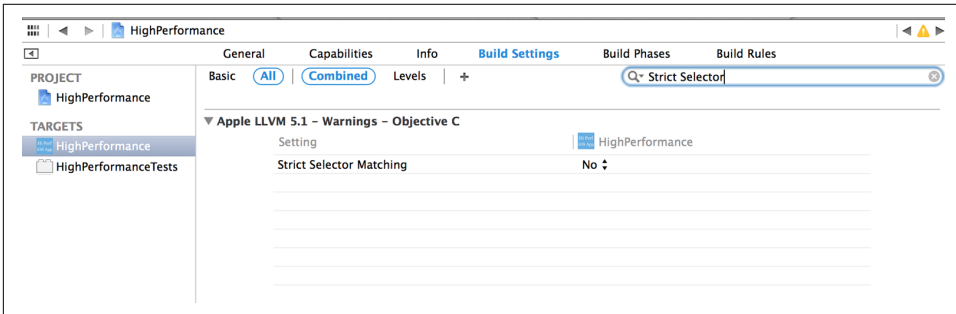 HighPerformance
General Capabilities Info Build Settings Build Phases Build Rules
PROJECT
HighPerformance
TARGETS
HighPerformance
HighPerformanceTests
Basic All Combined Levels + Strict Selector
Apple LLVM 5.1 - Warnings - Objective C
Setting HighPerformance
Strict Selector Matching No